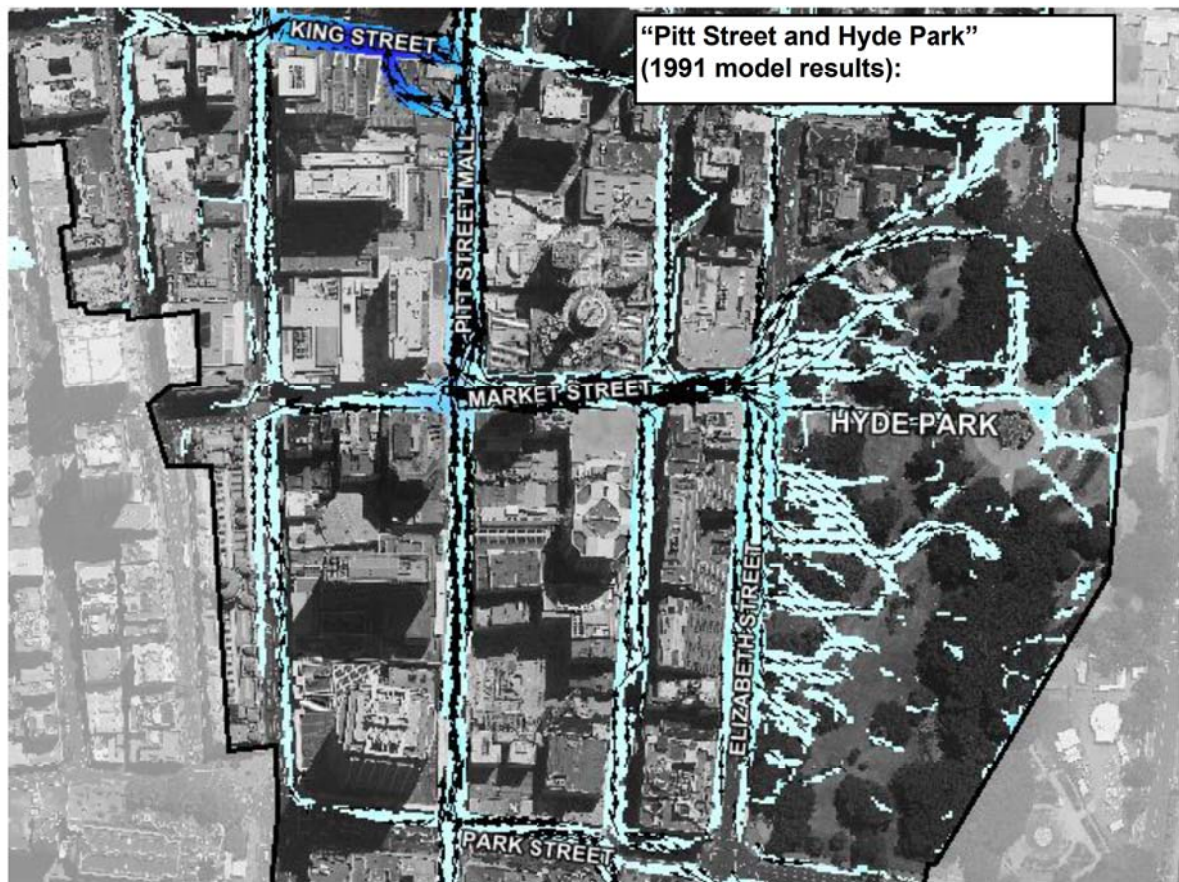 “Pitt Street and Hyde Park”
(1991 model results):
KING STREET
PITT STREET MALL
MARKET STREET
HYDE PARK
ELIZABETH STREET
PARK STREET